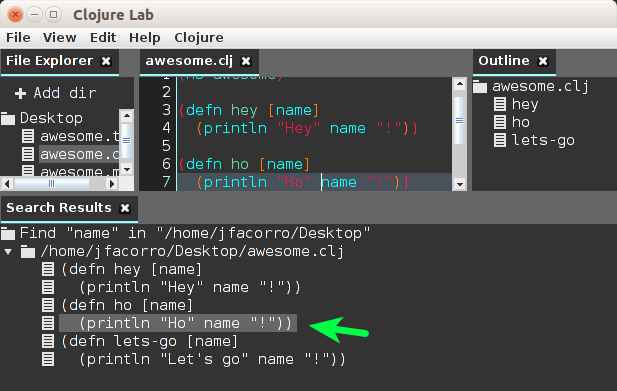 Clojure Lab
File View Edit Help Clojure
File Explorer
+ Add dir
Desktop
awesome.t
awesome.c
awesome.m
awesome.clj
1 (ns awesome)
2
3 (defn hey [name]
4 (println "Hey" name "!"))
5
6 (defn ho [name]
7 (println "Ho" name "!"))
Outline
awesome.clj
hey
ho
lets-go
Search Results
Find "name" in "/home/jfacorro/Desktop"
/home/jfacorro/Desktop/awesome.clj
(defn hey [name]
(println "Hey" name "!"))
(defn ho [name]
(println "Ho" name "!"))
(defn lets-go [name]
(println "Let's go" name "!"))